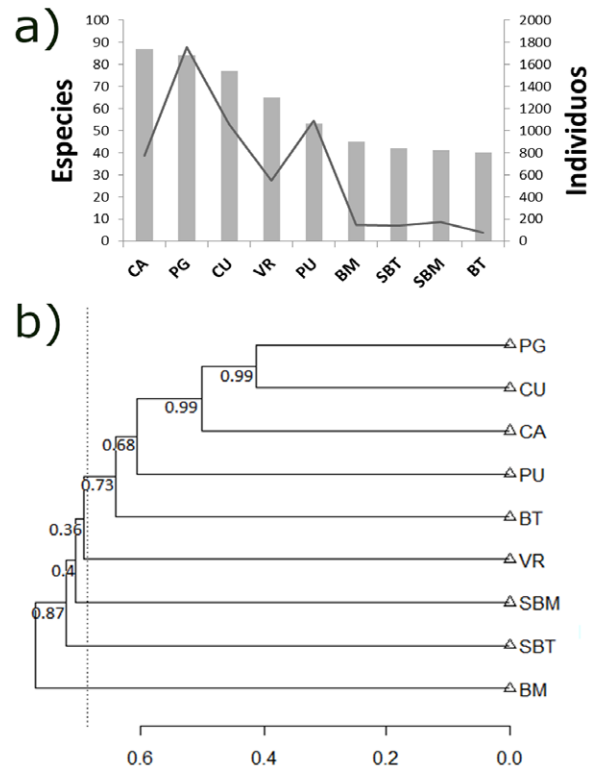 a)
Especies
100
90
80
70
60
50
40
30
20
10
0
2000
1800
1600
1400
1200
1000
800
600
400
200
0
Individuos
CA PG CU VR PU BM SBT SBM BT
b)
PG
0.99
CU
0.99
CA
0.68
PU
0.73
BT
0.36
VR
0.4
SBM
0.87
SBT
BM
0.6 0.4 0.2 0.0